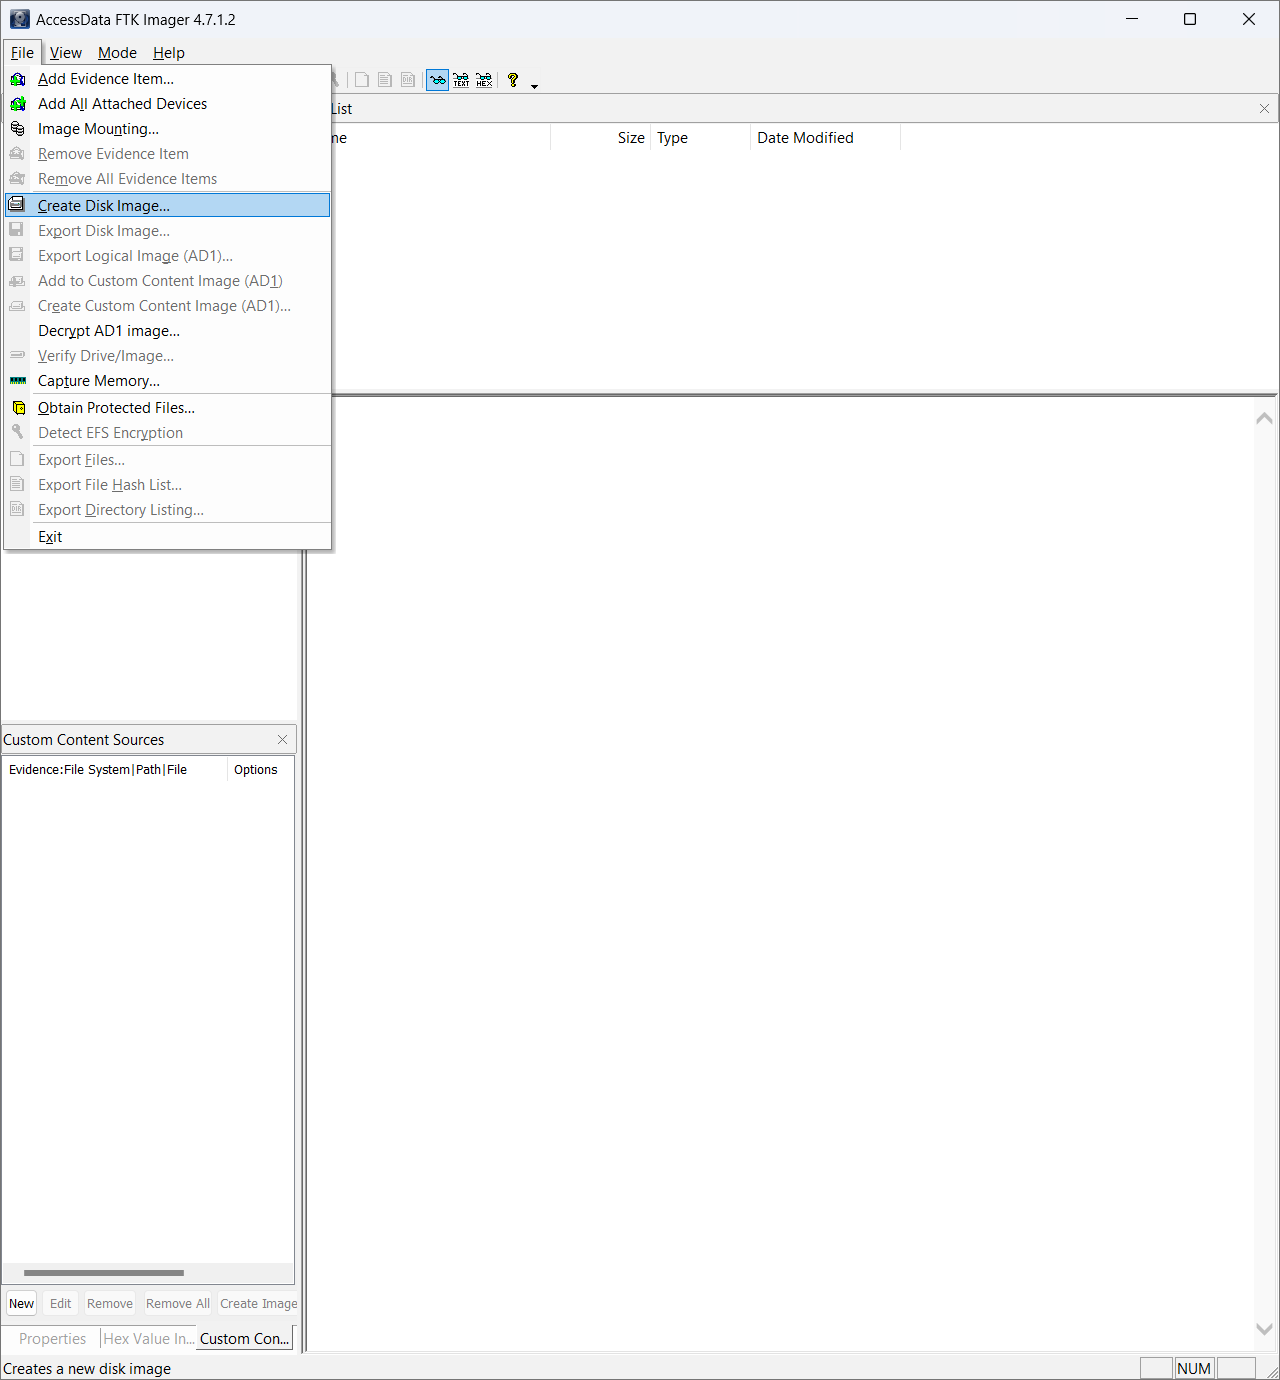 AccessData FTK Imager 4.7.1.2
File View Mode Help
TEXT HEX ?
Add Evidence Item...
Add All Attached Devices
Image Mounting...
Remove Evidence Item
Remove All Evidence Items
Create Disk Image...
Export Disk Image...
Export Logical Image (AD1)...
Add to Custom Content Image (AD1)
Create Custom Content Image (AD1)...
Decrypt AD1 image...
Verify Drive/Image...
Capture Memory...
Obtain Protected Files...
Detect EFS Encryption
Export Files...
Export File Hash List...
Export Directory Listing...
Exit
List
me Size Type Date Modified
Custom Content Sources
Evidence:File System|Path|File Options
New Edit Remove Remove All Create Image
Properties Hex Value In... Custom Con...
Creates a new disk image NUM